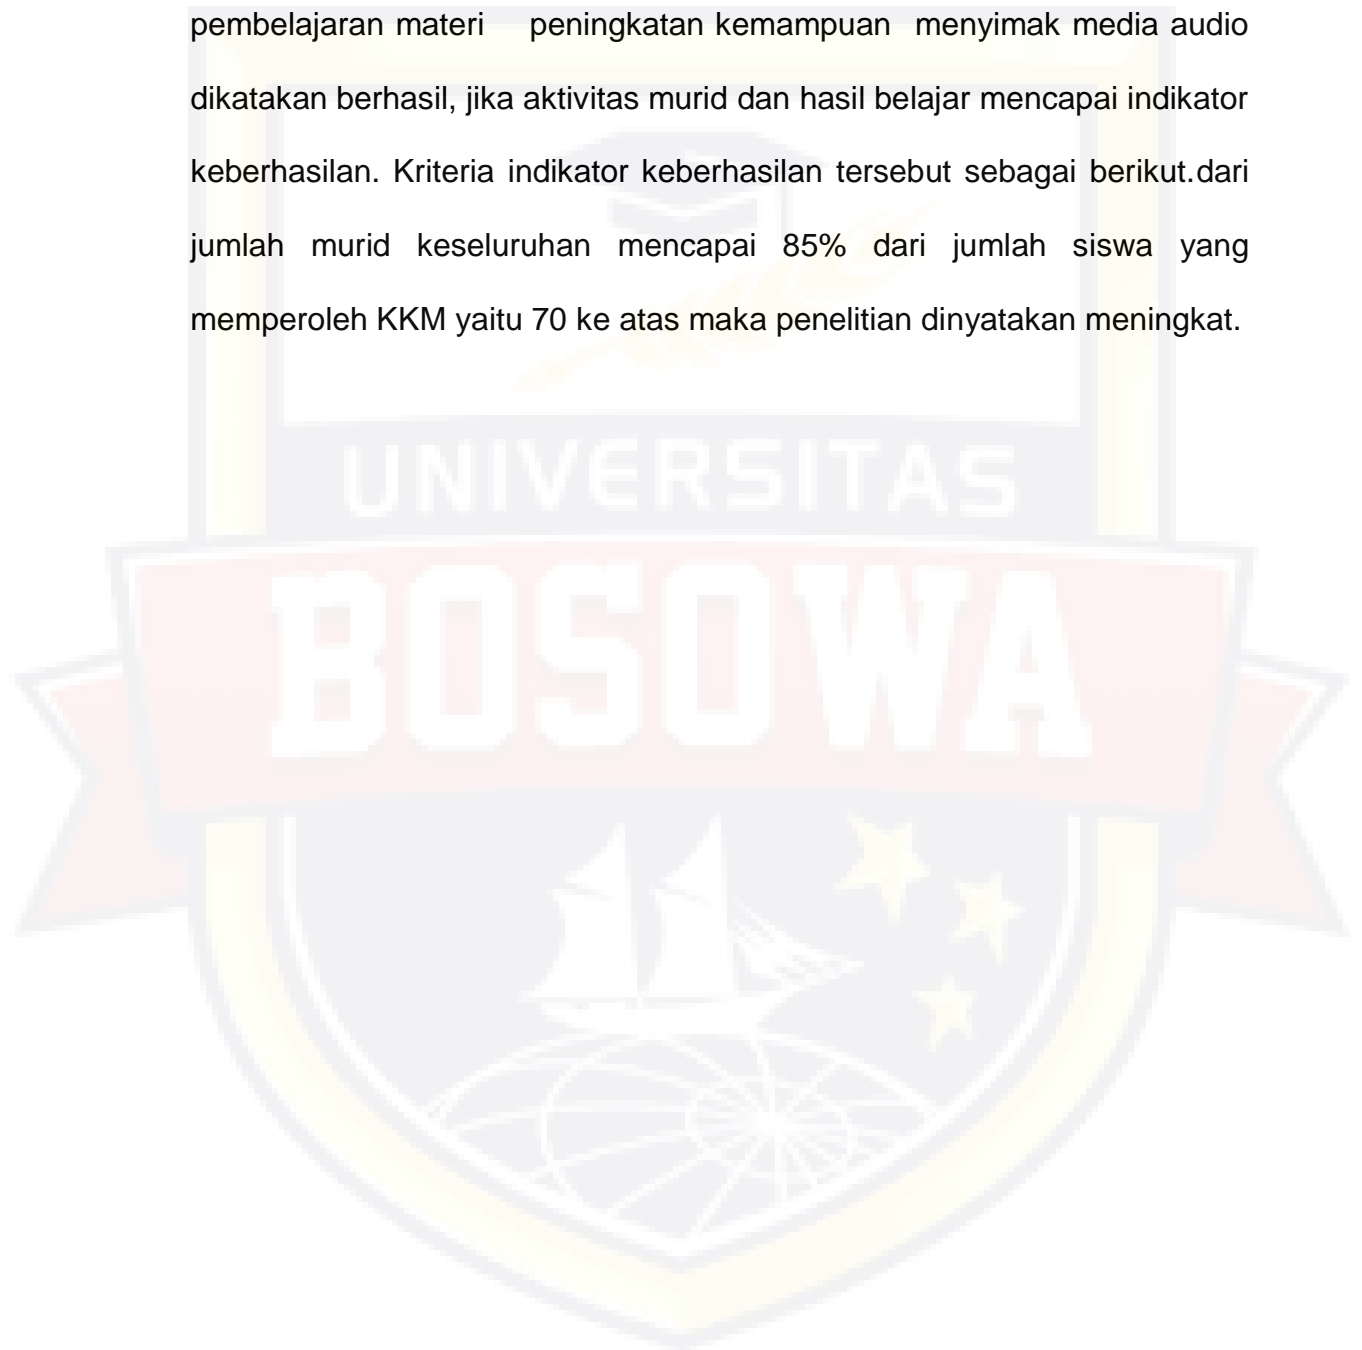 pembelajaran materi peningkatan kemampuan menyimak media audio
dikatakan berhasil, jika aktivitas murid dan hasil belajar mencapai indikator
keberhasilan. Kriteria indikator keberhasilan tersebut sebagai berikut.dari
jumlah murid keseluruhan mencapai 85% dari jumlah siswa yang
memperoleh KKM yaitu 70 ke atas maka penelitian dinyatakan meningkat.
UNIVERSITAS
BOSOWA